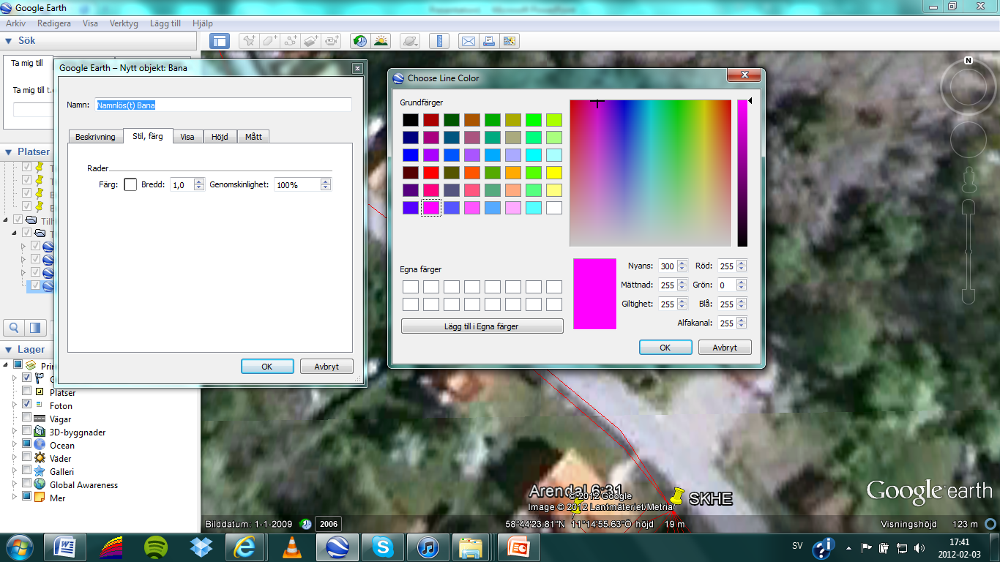 Google Earth
Presentation1 - Microsoft PowerPoint
Arkiv Redigera Visa Verktyg Lägg till Hjälp
Sök
Ta mig till
Ta mig till t.
Platser
T
T
B
B
Till
T
Lager
Prin
G
Platser
Foton
Vägar
3D-byggnader
Ocean
Väder
Galleri
Global Awareness
Mer
Google Earth – Nytt objekt: Bana
Namn: Namnlös(t) Bana
Beskrivning Stil, färg Visa Höjd Mått
Rader
Färg: Bredd: 1,0 Genomskinlighet: 100%
OK Avbryt
Choose Line Color
Grundfärger
Egna färger
Lägg till i Egna färger
Nyans: 300 Röd: 255
Mättnad: 255 Grön: 0
Giltighet: 255 Blå: 255
Alfakanal: 255
OK Avbryt
N
Arendal 6:31
SKHE
© 2012 Google
Image © 2012 Lantmäteriet/Metria
Google earth
Bilddatum: 1-1-2009 2006 58°44'23.81"N 11°14'55.63"Ö höjd 19 m Visningshöjd 123 m
SV
17:41
2012-02-03